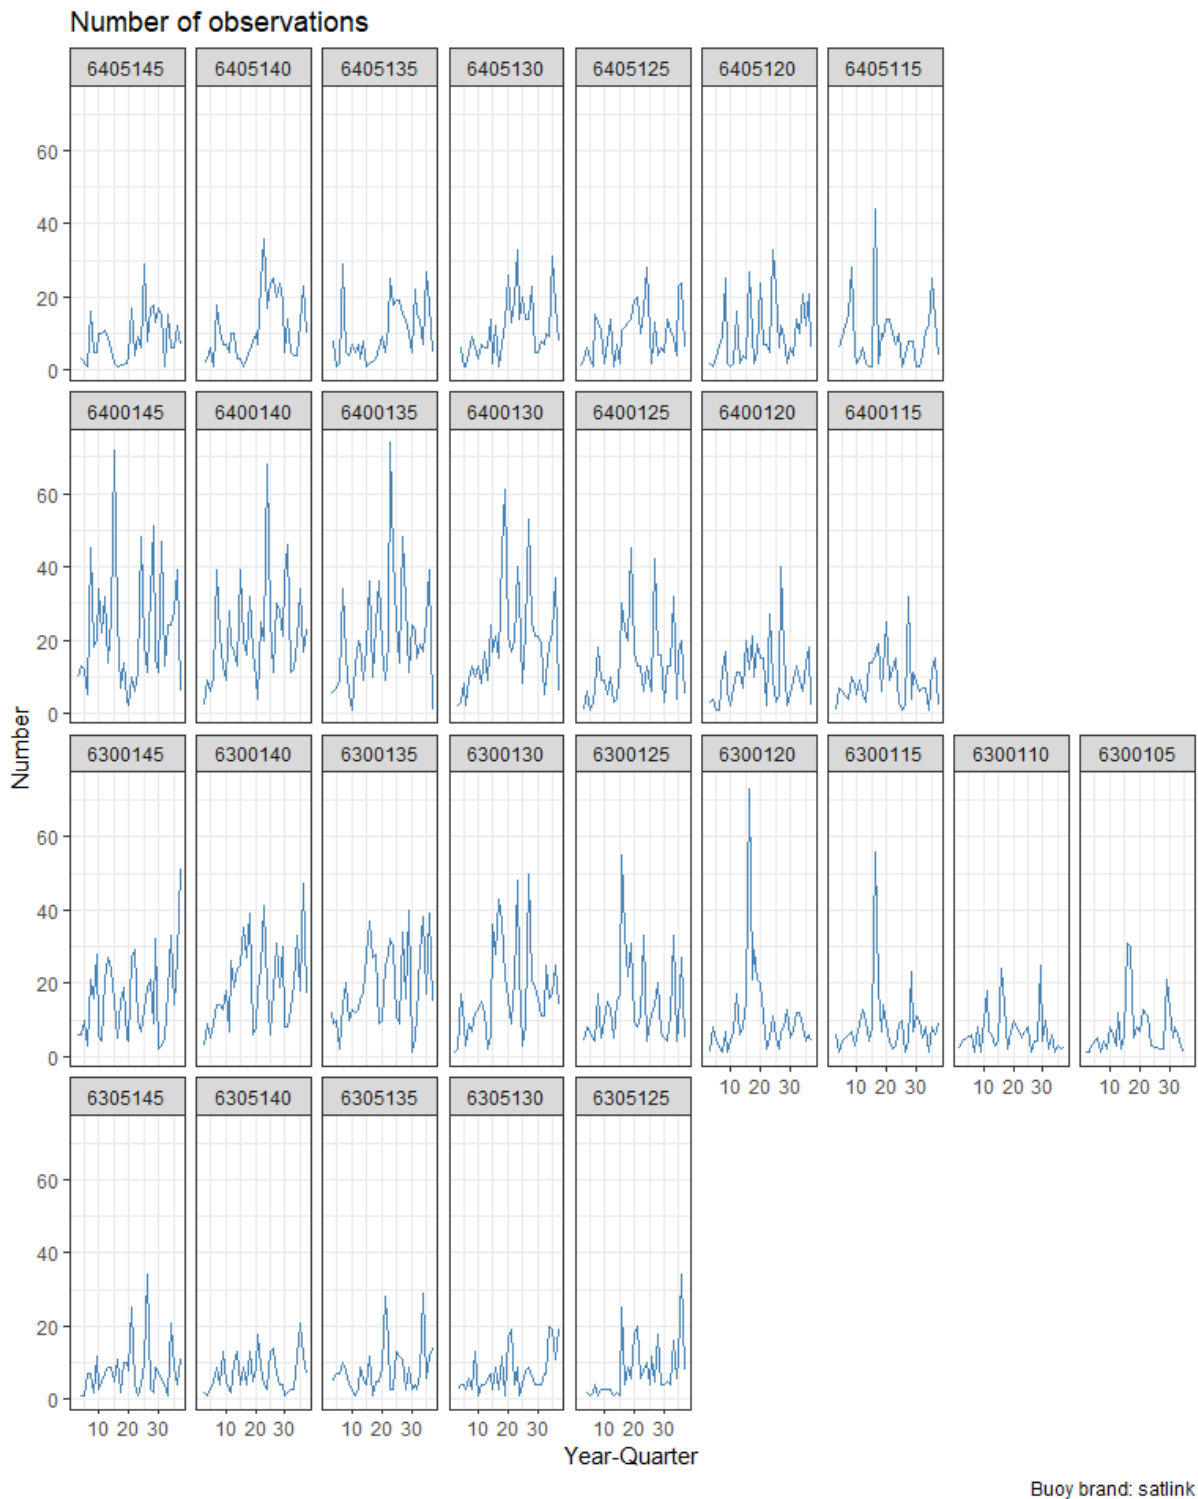 Number of observations
6405145 6405140 6405135 6405130 6405125 6405120 6405115
60
40
20
0
6400145 6400140 6400135 6400130 6400125 6400120 6400115
60
40
20
0
Number
6300145 6300140 6300135 6300130 6300125 6300120 6300115 6300110 6300105
60
40
20
0
10 20 30 10 20 30 10 20 30 10 20 30
6305145 6305140 6305135 6305130 6305125
60
40
20
0
10 20 30 10 20 30 10 20 30 10 20 30 10 20 30
Year-Quarter
Buoy brand: satlink